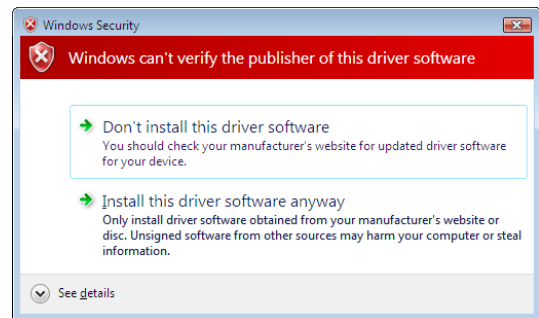 Windows Security
Windows can't verify the publisher of this driver software
Don't install this driver software
You should check your manufacturer's website for updated driver software
for your device.
Install this driver software anyway
Only install driver software obtained from your manufacturer's website or
disc. Unsigned software from other sources may harm your computer or steal
information.
See details